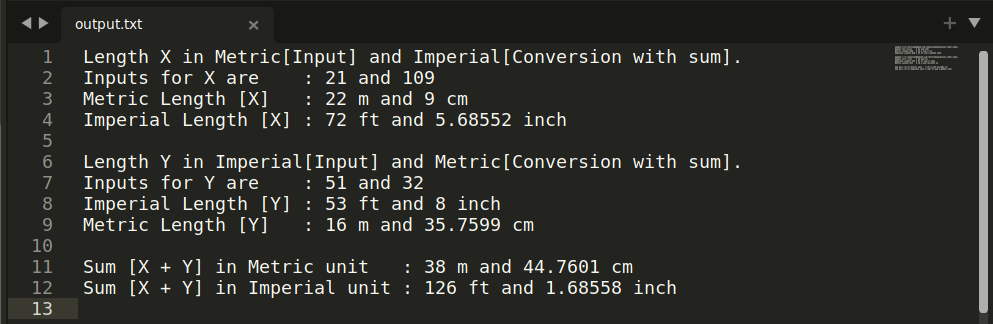 output.txt
1 Length X in Metric[Input] and Imperial[Conversion with sum].
2 Inputs for X are    : 21 and 109
3 Metric Length [X]   : 22 m and 9 cm
4 Imperial Length [X] : 72 ft and 5.68552 inch
5
6 Length Y in Imperial[Input] and Metric[Conversion with sum].
7 Inputs for Y are    : 51 and 32
8 Imperial Length [Y] : 53 ft and 8 inch
9 Metric Length [Y]   : 16 m and 35.7599 cm
10
11 Sum [X + Y] in Metric unit   : 38 m and 44.7601 cm
12 Sum [X + Y] in Imperial unit : 126 ft and 1.68558 inch
13